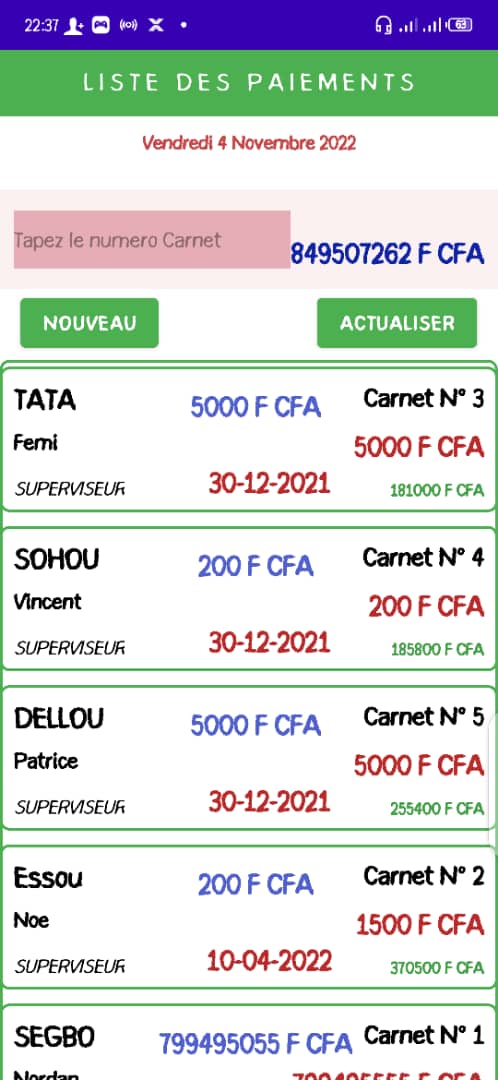 22:37 63
LISTE DES PAIEMENTS
Vendredi 4 Novembre 2022
Tapez le numero Carnet
849507262 F CFA
NOUVEAU ACTUALISER
TATA 5000 F CFA Carnet N° 3
Femi 5000 F CFA
SUPERVISEUR 30-12-2021 181000 F CFA
SOHOU 200 F CFA Carnet N° 4
Vincent 200 F CFA
SUPERVISEUR 30-12-2021 185800 F CFA
DELLOU 5000 F CFA Carnet N° 5
Patrice 5000 F CFA
SUPERVISEUR 30-12-2021 255400 F CFA
Essou 200 F CFA Carnet N° 2
Noe 1500 F CFA
SUPERVISEUR 10-04-2022 370500 F CFA
SEGBO 799495055 F CFA Carnet N° 1
Nordan F CFA